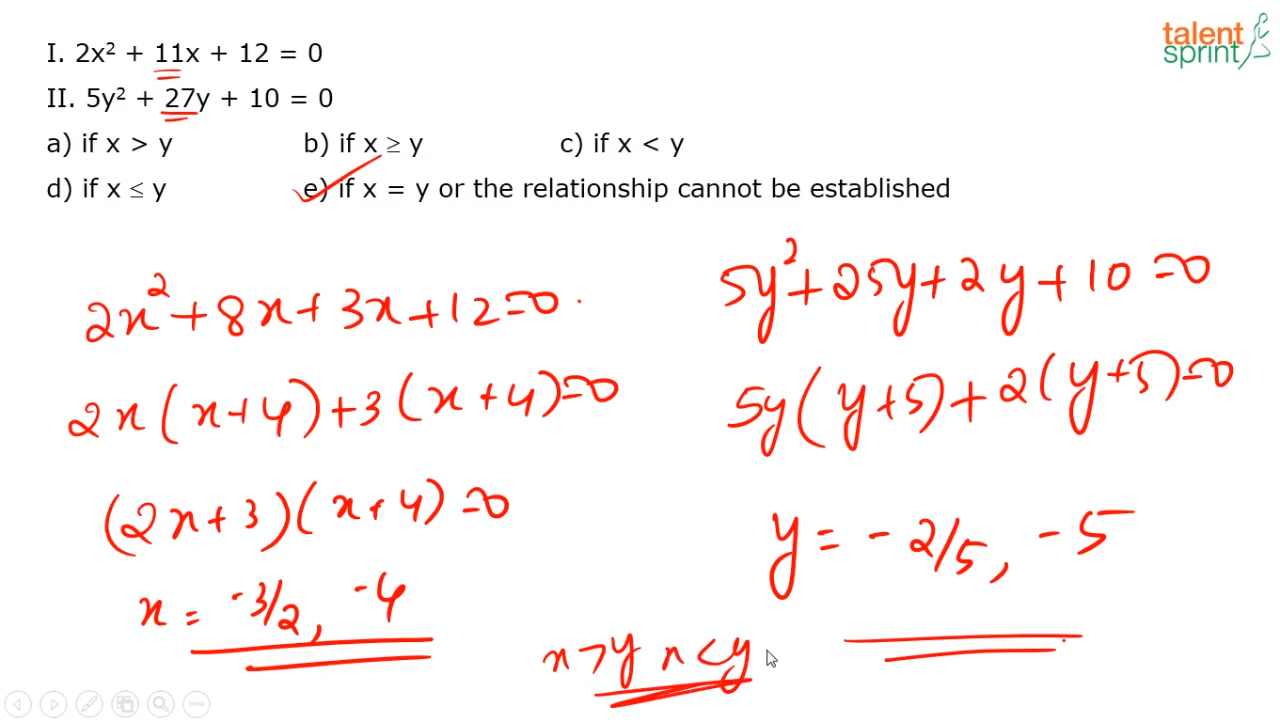 talent
sprint
I. 2x² + 11x + 12 = 0
II. 5y² + 27y + 10 = 0
a) if x > y b) if x ≥ y c) if x < y
d) if x ≤ y e) if x = y or the relationship cannot be established
2x² + 8x + 3x + 12 = 0
2x(x+4) + 3(x+4) = 0
(2x+3)(x+4) = 0
x = -3/2, -4
5y² + 25y + 2y + 10 = 0
5y(y+5) + 2(y+5) = 0
y = -2/5, -5
x > y x < y